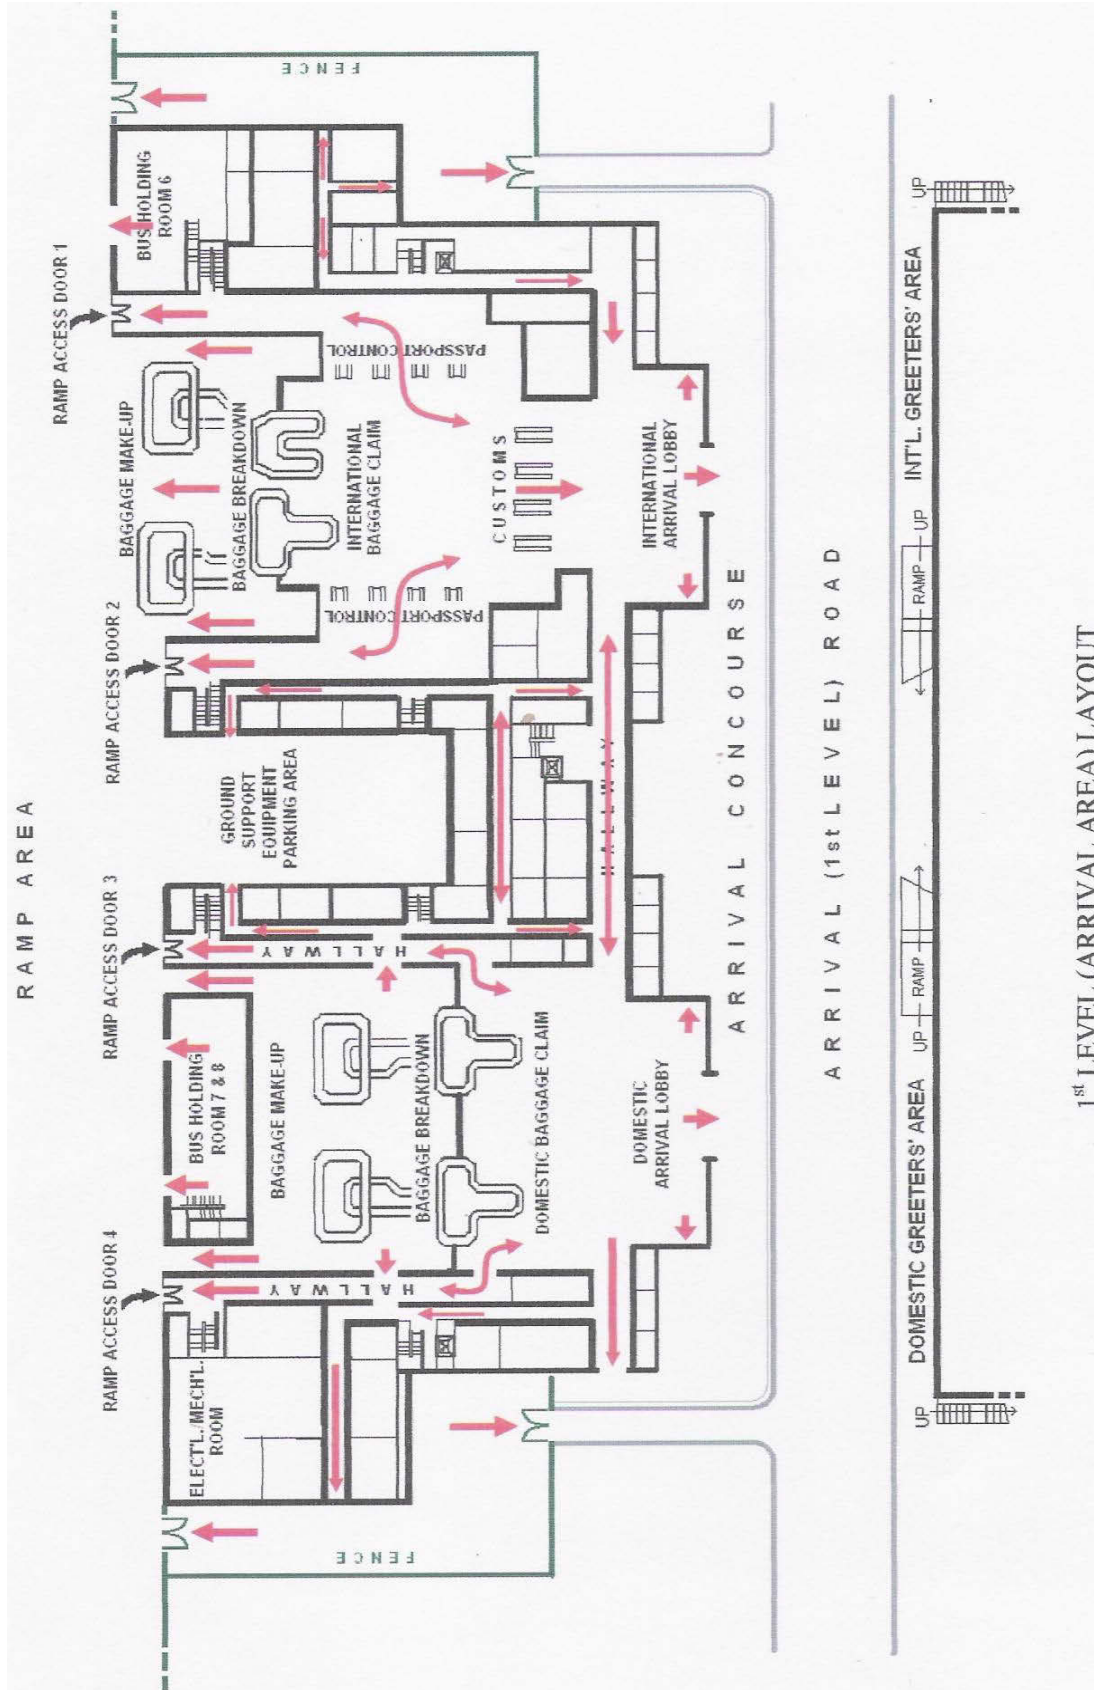 RAMP AREA
RAMP ACCESS DOOR 4
RAMP ACCESS DOOR 3
RAMP ACCESS DOOR 2
RAMP ACCESS DOOR 1
FENCE
ELECT'L./MECH'L.
ROOM
HALLWAY
BUS HOLDING
ROOM 7 & 8
BAGGAGE MAKE-UP
BAGGAGE BREAKDOWN
DOMESTIC BAGGAGE CLAIM
HALLWAY
GROUND
SUPPORT
EQUIPMENT
PARKING AREA
BAGGAGE MAKE-UP
BAGGAGE BREAKDOWN
INTERNATIONAL
BAGGAGE CLAIM
PASSPORT CONTROL
PASSPORT CONTROL
BUS HOLDING
ROOM 6
FENCE
CUSTOMS
HALLWAY
DOMESTIC
ARRIVAL LOBBY
INTERNATIONAL
ARRIVAL LOBBY
ARRIVAL CONCOURSE
ARRIVAL (1st LEVEL) ROAD
UP
DOMESTIC GREETERS' AREA
UP
RAMP
RAMP
UP
INT'L. GREETERS' AREA
UP
1st LEVEL (ARRIVAL AREA) LAYOUT